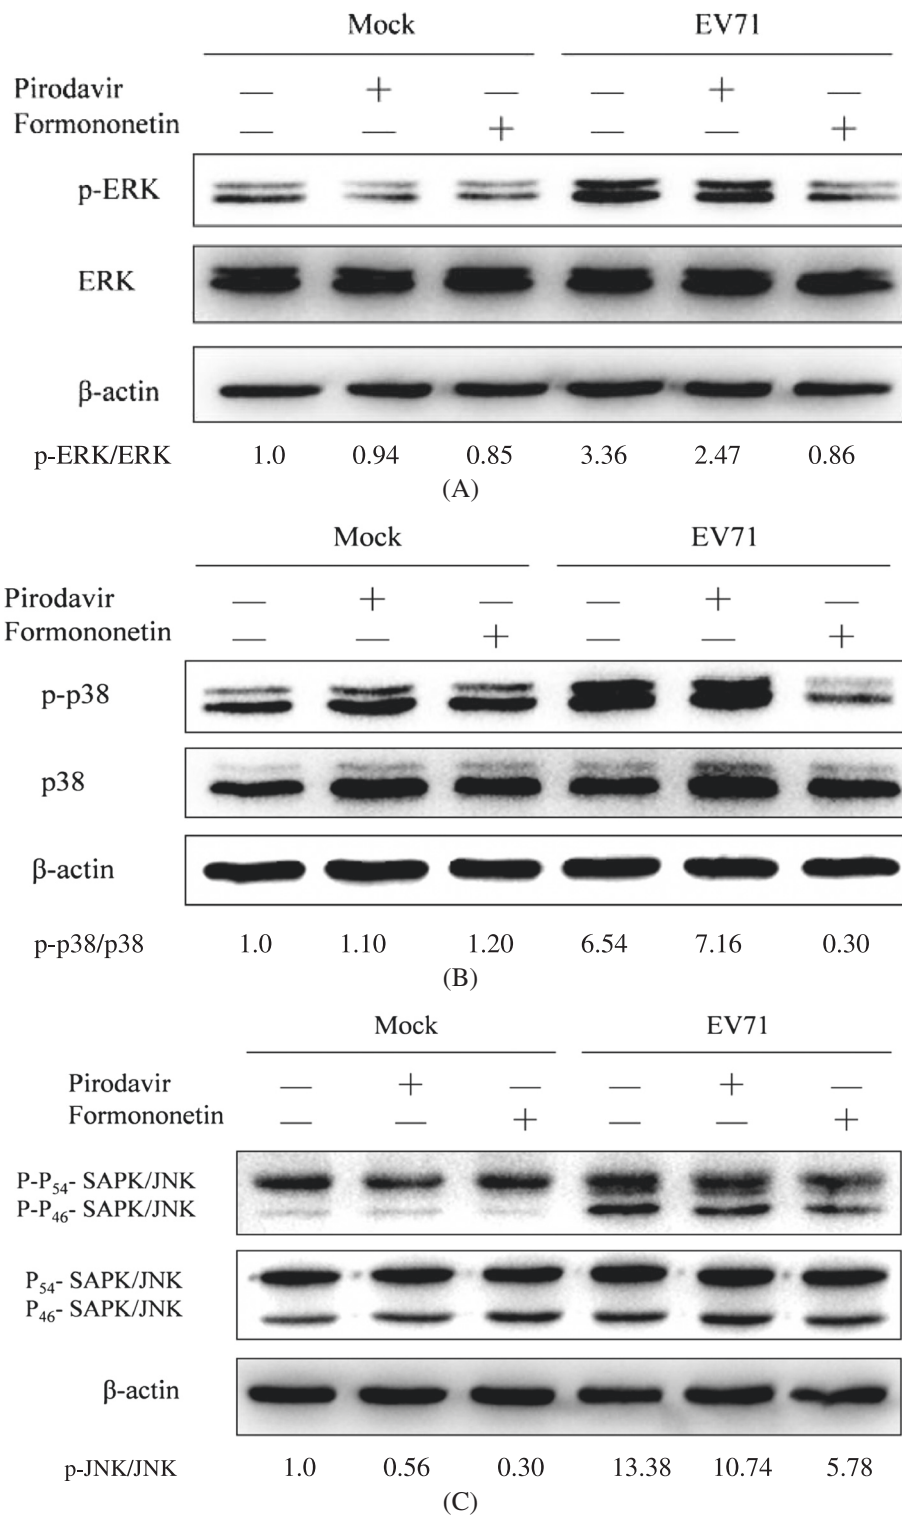 Mock EV71
Pirodavir — + — — + —
Formononetin — — + — — +
p-ERK
ERK
β-actin
p-ERK/ERK 1.0 0.94 0.85 3.36 2.47 0.86
(A)
Mock EV71
Pirodavir — + — — + —
Formononetin — — + — — +
p-p38
p38
β-actin
p-p38/p38 1.0 1.10 1.20 6.54 7.16 0.30
(B)
Mock EV71
Pirodavir — + — — + —
Formononetin — — + — — +
P-P₅₄- SAPK/JNK
P-P₄₆- SAPK/JNK
P₅₄- SAPK/JNK
P₄₆- SAPK/JNK
β-actin
p-JNK/JNK 1.0 0.56 0.30 13.38 10.74 5.78
(C)